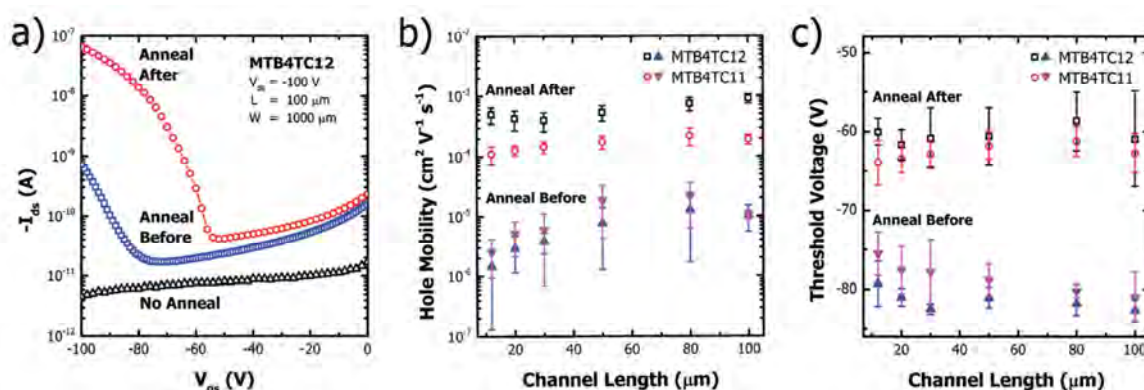 a)
10⁻⁷
10⁻⁸
10⁻⁹
10⁻¹⁰
10⁻¹¹
10⁻¹²
-I_ds (A)
Anneal
After
MTB4TC12
V_ds = -100 V
L = 100 μm
W = 1000 μm
Anneal
Before
No Anneal
-100 -80 -60 -40 -20 0
V_gs (V)
b)
10⁻²
10⁻³
10⁻⁴
10⁻⁵
10⁻⁶
10⁻⁷
Hole Mobility (cm² V⁻¹ s⁻¹)
MTB4TC12
MTB4TC11
Anneal After
Anneal Before
20 40 60 80 100
Channel Length (μm)
c)
-50
-60
-70
-80
Threshold Voltage (V)
MTB4TC12
MTB4TC11
Anneal After
Anneal Before
20 40 60 80 100
Channel Length (μm)